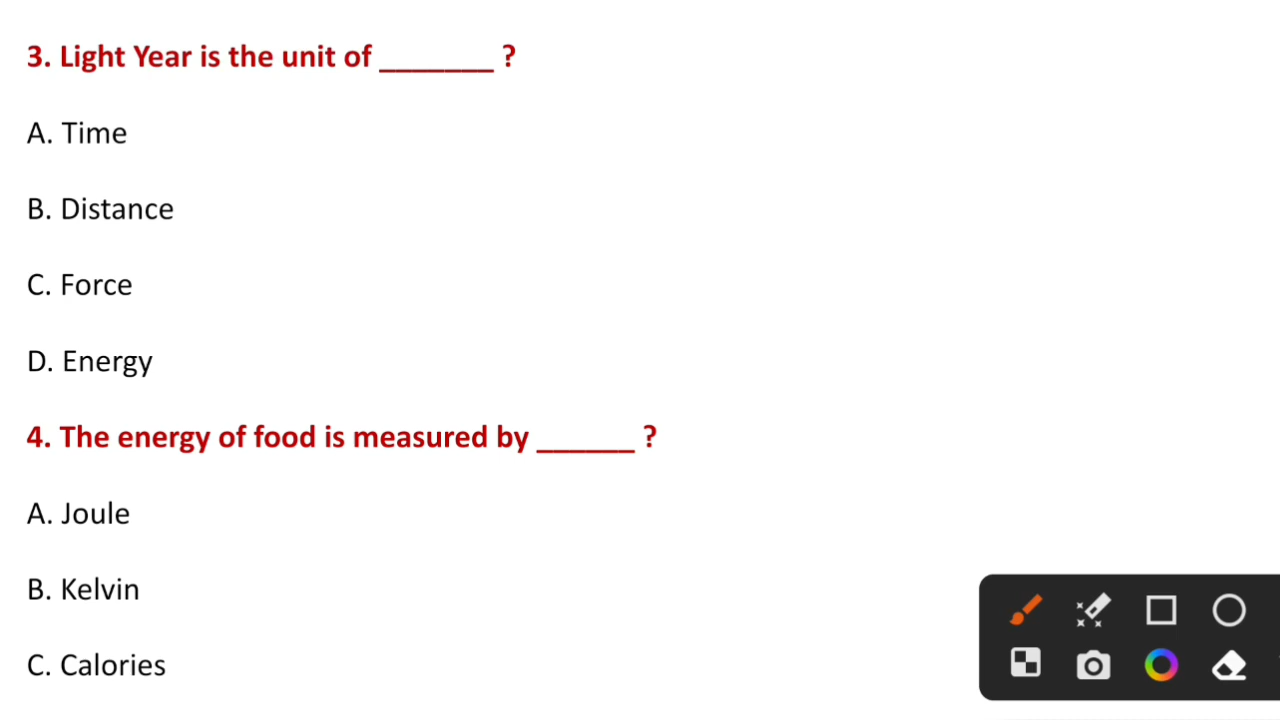 3. Light Year is the unit of _______ ?
A. Time
B. Distance
C. Force
D. Energy
4. The energy of food is measured by ______ ?
A. Joule
B. Kelvin
C. Calories